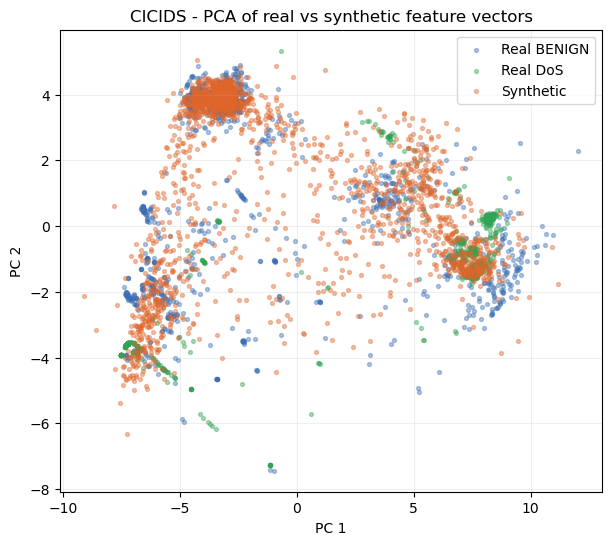 CICIDS - PCA of real vs synthetic feature vectors
Real BENIGN
Real DoS
Synthetic
4
2
0
−2
−4
−6
−8
PC 2
−10
−5
0
5
10
PC 1